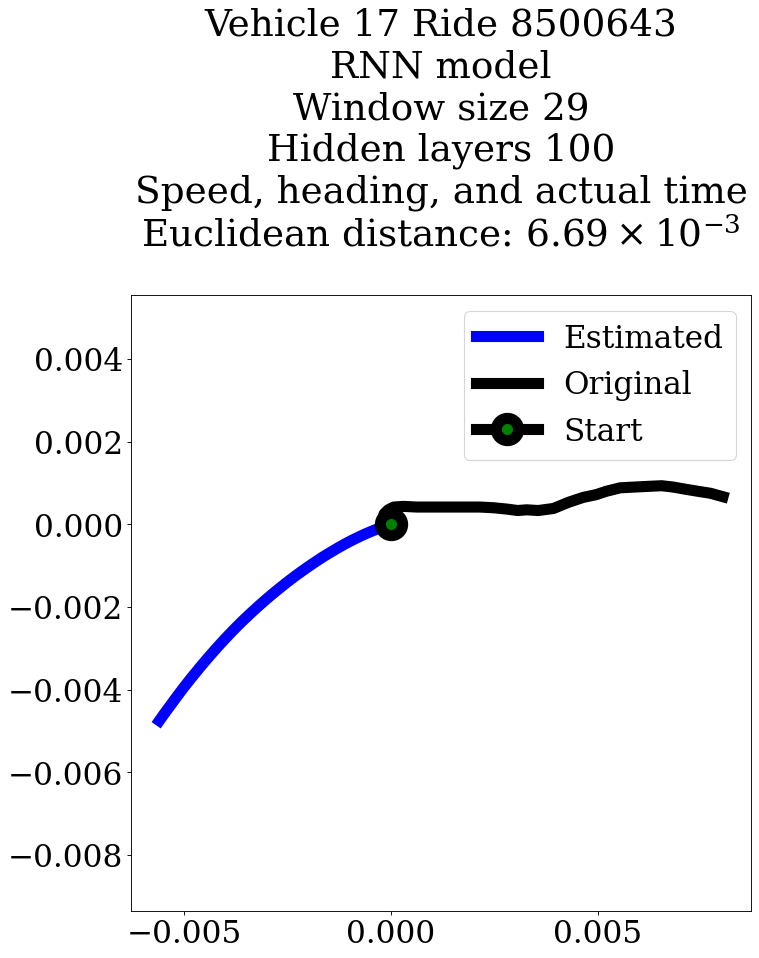 Vehicle 17 Ride 8500643
RNN model
Window size 29
Hidden layers 100
Speed, heading, and actual time
Euclidean distance: 6.69 × 10⁻³
Estimated
Original
Start
0.004
0.002
0.000
−0.002
−0.004
−0.006
−0.008
−0.005 0.000 0.005